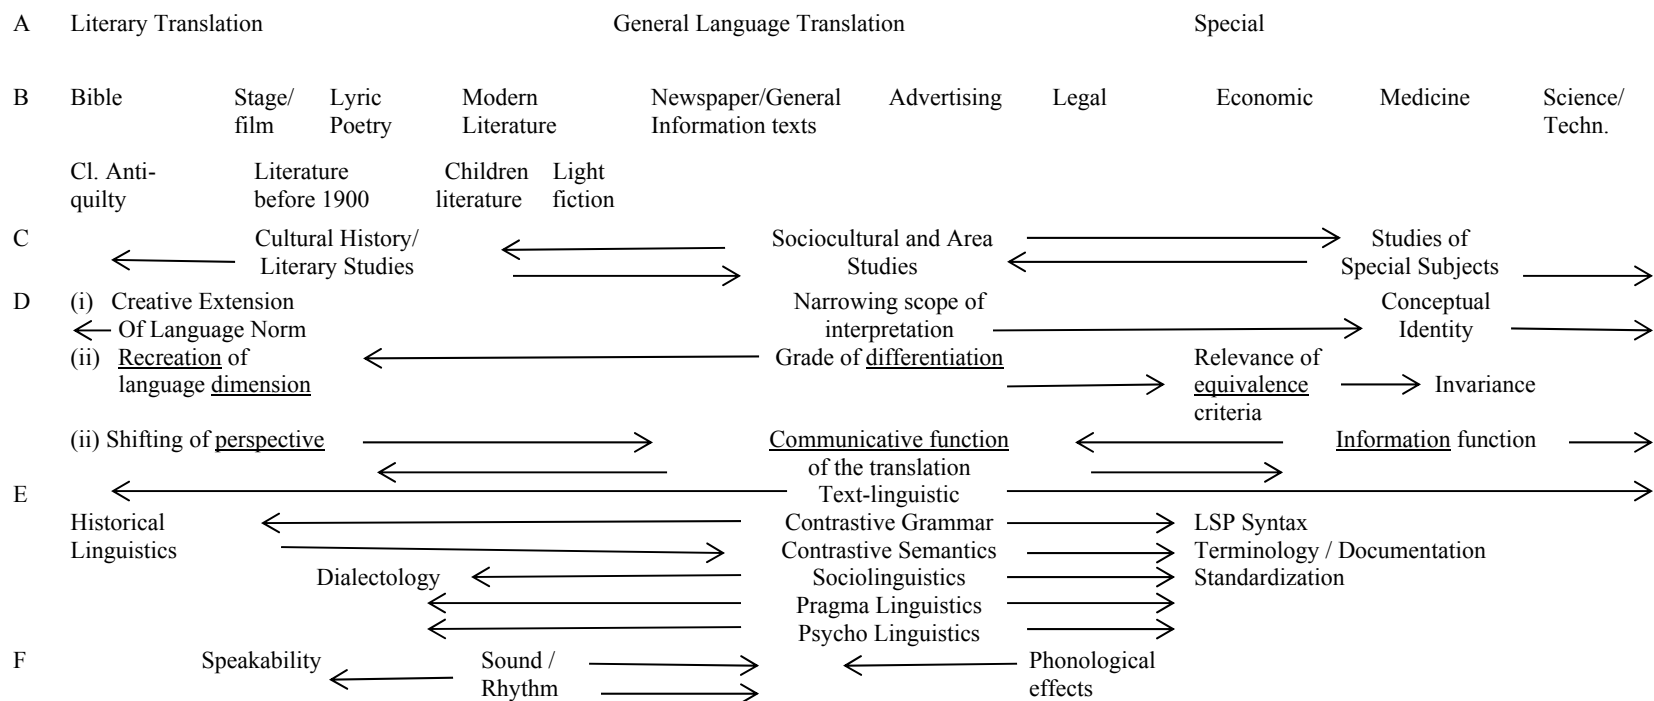 A Literary Translation General Language Translation Special
B Bible Stage/ Lyric Modern Newspaper/General Advertising Legal Economic Medicine Science/
film Poetry Literature Information texts Techn.
Cl. Anti- Literature Children Light
quilty before 1900 literature fiction
C Cultural History/ Sociocultural and Area Studies of
Literary Studies Studies Special Subjects
D (i) Creative Extension Narrowing scope of Conceptual
Of Language Norm interpretation Identity
(ii) Recreation of Grade of differentiation Relevance of
language dimension equivalence Invariance
criteria
(ii) Shifting of perspective Communicative function Information function
of the translation
E Text-linguistic
Historical Contrastive Grammar LSP Syntax
Linguistics Contrastive Semantics Terminology / Documentation
Dialectology Sociolinguistics Standardization
Pragma Linguistics
Psycho Linguistics
F Speakability Sound / Phonological
Rhythm effects